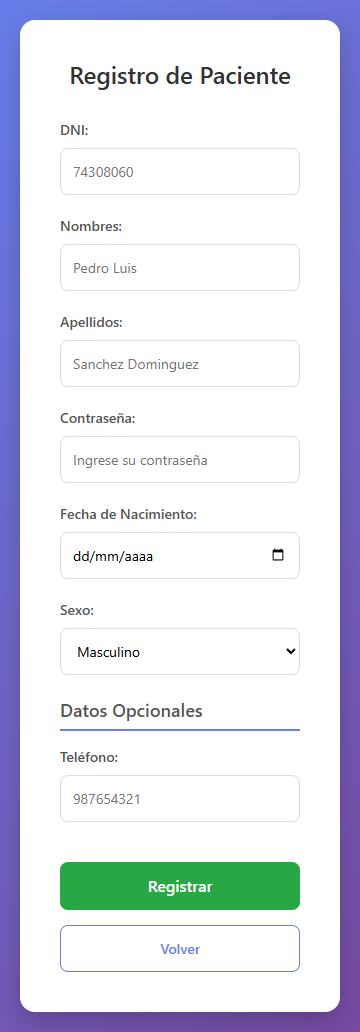 Registro de Paciente
DNI:
74308060
Nombres:
Pedro Luis
Apellidos:
Sanchez Dominguez
Contraseña:
Ingrese su contraseña
Fecha de Nacimiento:
dd/mm/aaaa
Sexo:
Masculino
Datos Opcionales
Teléfono:
987654321
Registrar
Volver